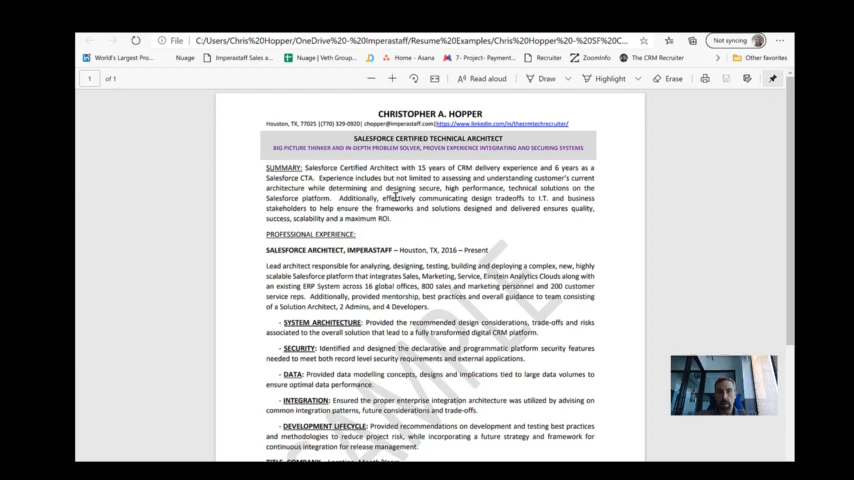 File
C:/Users/Chris%20Hopper/OneDrive%20-%20Imperastaff/Resume%20Examples/Chris%20Hopper%20-%20SF%20C...
Not syncing
World's Largest Pro...
Nuage
Imperastaff Sales a...
Nuage | Veth Group...
Home - Asana
7- Project- Payment...
Recruiter
ZoomInfo
The CRM Recruiter
Other favorites
1 of 1
Read aloud
Draw
Highlight
Erase
CHRISTOPHER A. HOPPER
Houston, TX, 77025 |(770) 329-0920| chopper@imperastaff.com|https://www.linkedin.com/in/thecrmtechrecruiter/
SALESFORCE CERTIFIED TECHNICAL ARCHITECT
BIG PICTURE THINKER AND IN-DEPTH PROBLEM SOLVER, PROVEN EXPERIENCE INTEGRATING AND SECURING SYSTEMS
SUMMARY: Salesforce Certified Architect with 15 years of CRM delivery experience and 6 years as a
Salesforce CTA. Experience includes but not limited to assessing and understanding customer's current
architecture while determining and designing secure, high performance, technical solutions on the
Salesforce platform. Additionally, effectively communicating design tradeoffs to I.T. and business
stakeholders to help ensure the frameworks and solutions designed and delivered ensures quality,
success, scalability and a maximum ROI.
PROFESSIONAL EXPERIENCE:
SALESFORCE ARCHITECT, IMPERASTAFF – Houston, TX, 2016 – Present
Lead architect responsible for analyzing, designing, testing, building and deploying a complex, new, highly
scalable Salesforce platform that integrates Sales, Marketing, Service, Einstein Analytics Clouds along with
an existing ERP System across 16 global offices, 800 sales and marketing personnel and 200 customer
service reps. Additionally, provided mentorship, best practices and overall guidance to team consisting
of a Solution Architect, 2 Admins, and 4 Developers.
- SYSTEM ARCHITECTURE: Provided the recommended design considerations, trade-offs and risks
associated to the overall solution that lead to a fully transformed digital CRM platform.
- SECURITY: Identified and designed the declarative and programmatic platform security features
needed to meet both record level security requirements and external applications.
- DATA: Provided data modelling concepts, designs and implications tied to large data volumes to
ensure optimal data performance.
- INTEGRATION: Ensured the proper enterprise integration architecture was utilized by advising on
common integration patterns, future considerations and trade-offs.
- DEVELOPMENT LIFECYCLE: Provided recommendations on development and testing best practices
and methodologies to reduce project risk, while incorporating a future strategy and framework for
continuous integration for release management.
SAMPLE